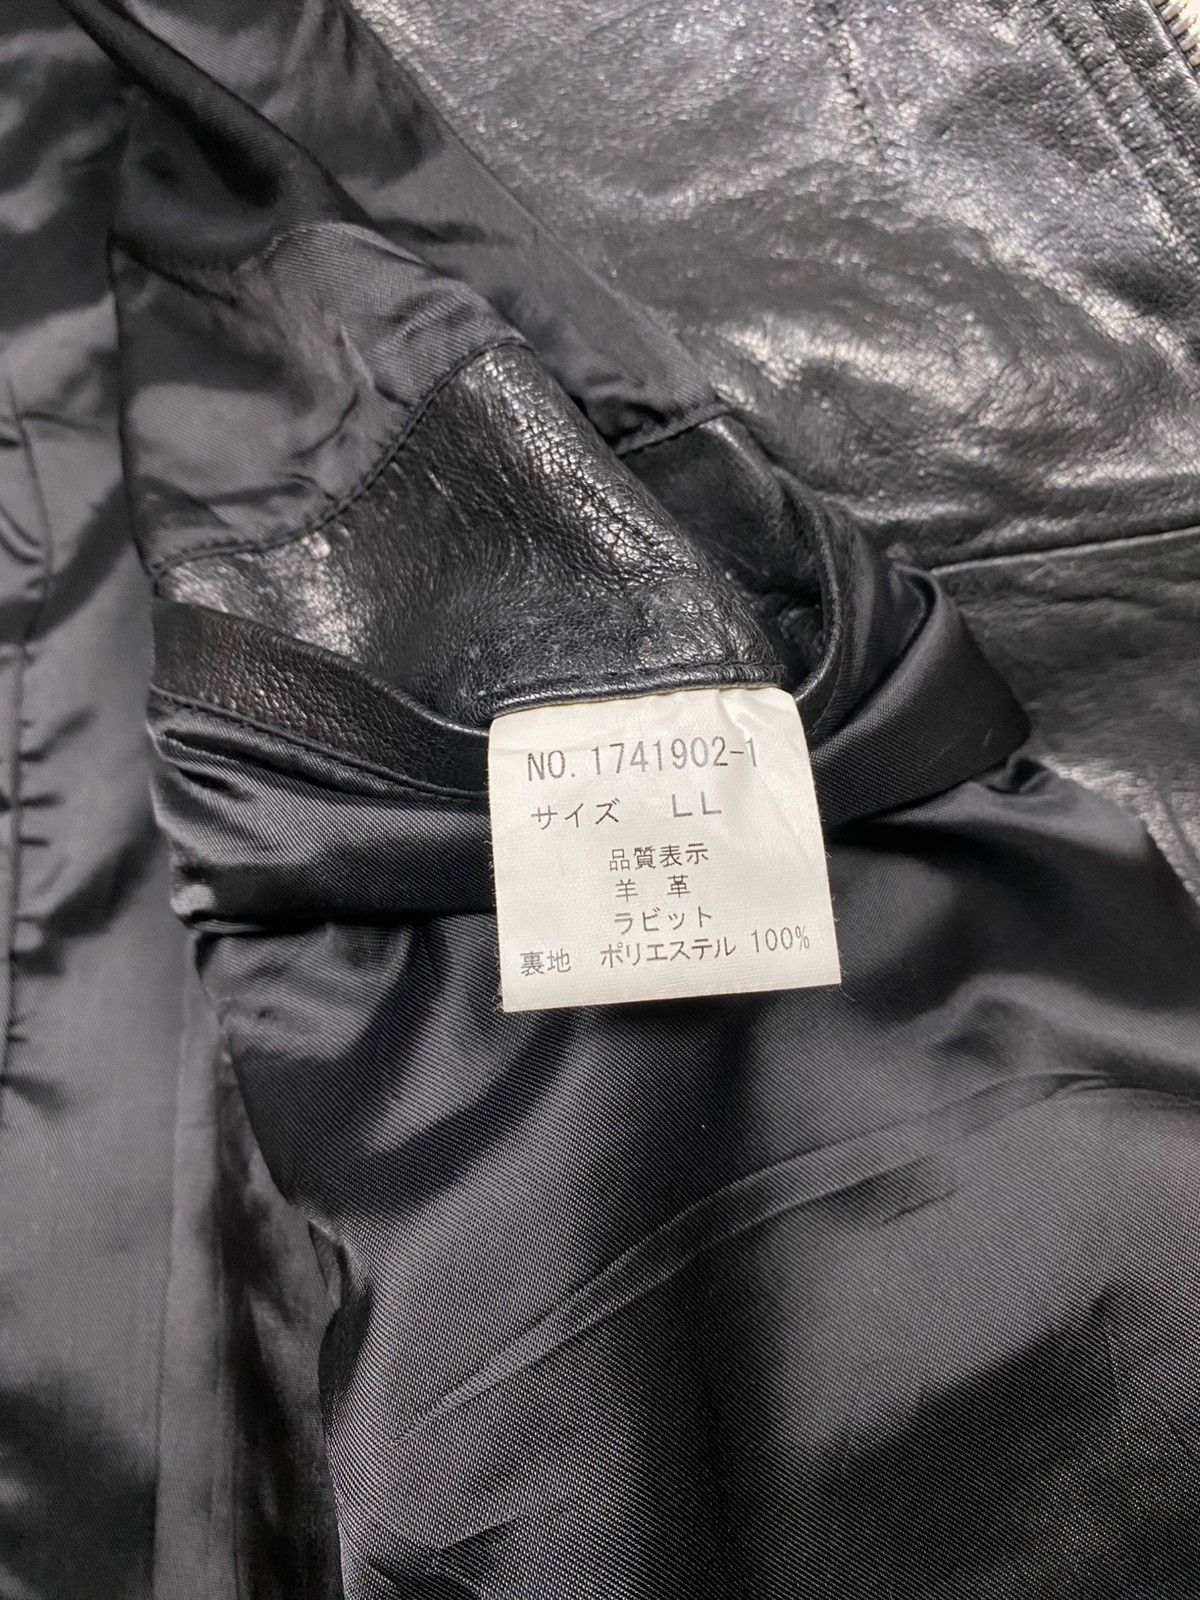 NO. 1741902-1
サイズ LL
品質表示
羊 革
ラビット
裏地 ポリエステル 100%